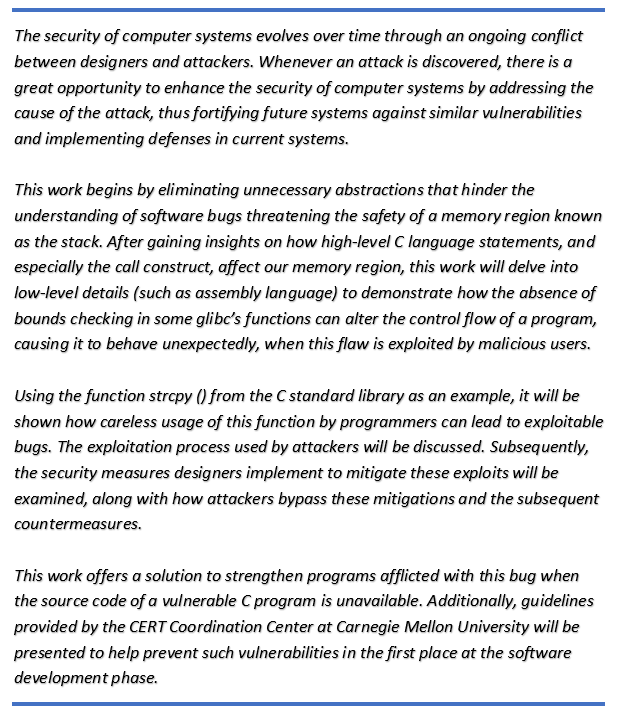 The security of computer systems evolves over time through an ongoing conflict
between designers and attackers. Whenever an attack is discovered, there is a
great opportunity to enhance the security of computer systems by addressing the
cause of the attack, thus fortifying future systems against similar vulnerabilities
and implementing defenses in current systems.
This work begins by eliminating unnecessary abstractions that hinder the
understanding of software bugs threatening the safety of a memory region known
as the stack. After gaining insights on how high-level C language statements, and
especially the call construct, affect our memory region, this work will delve into
low-level details (such as assembly language) to demonstrate how the absence of
bounds checking in some glibc’s functions can alter the control flow of a program,
causing it to behave unexpectedly, when this flaw is exploited by malicious users.
Using the function strcpy () from the C standard library as an example, it will be
shown how careless usage of this function by programmers can lead to exploitable
bugs. The exploitation process used by attackers will be discussed. Subsequently,
the security measures designers implement to mitigate these exploits will be
examined, along with how attackers bypass these mitigations and the subsequent
countermeasures.
This work offers a solution to strengthen programs afflicted with this bug when
the source code of a vulnerable C program is unavailable. Additionally, guidelines
provided by the CERT Coordination Center at Carnegie Mellon University will be
presented to help prevent such vulnerabilities in the first place at the software
development phase.